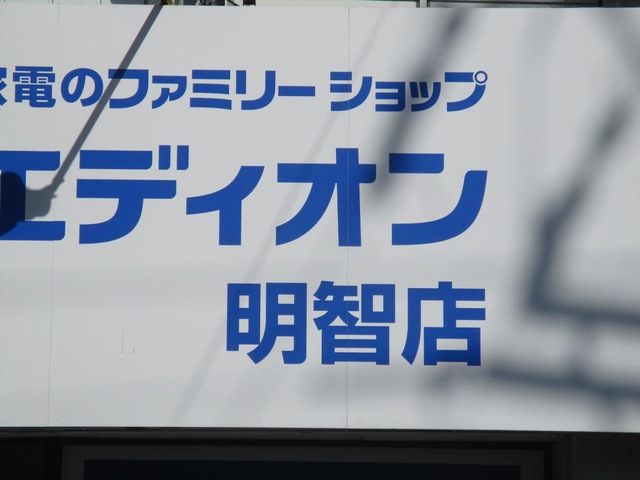 家電のファミリーショップ
エディオン
明智店